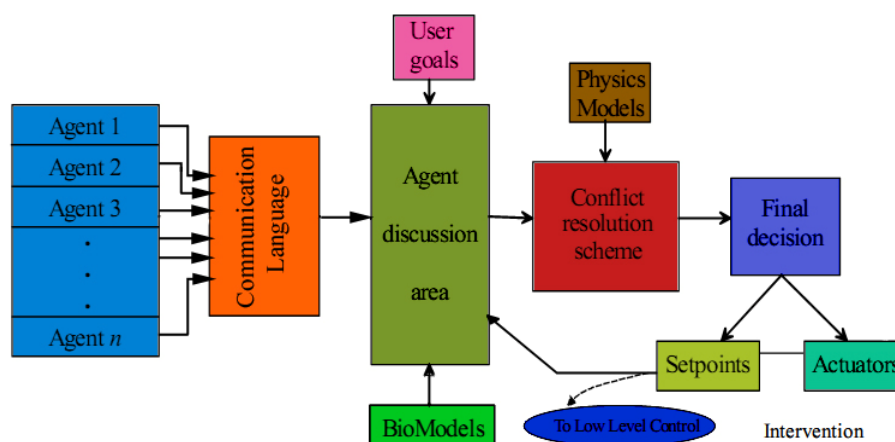 User
goals
Physics
Models
Agent 1
Agent 2
Agent 3
.
.
.
Agent n
Communication
Language
Agent
discussion
area
Conflict
resolution
scheme
Final
decision
Setpoints
Actuators
BioModels
To Low Level Control
Intervention